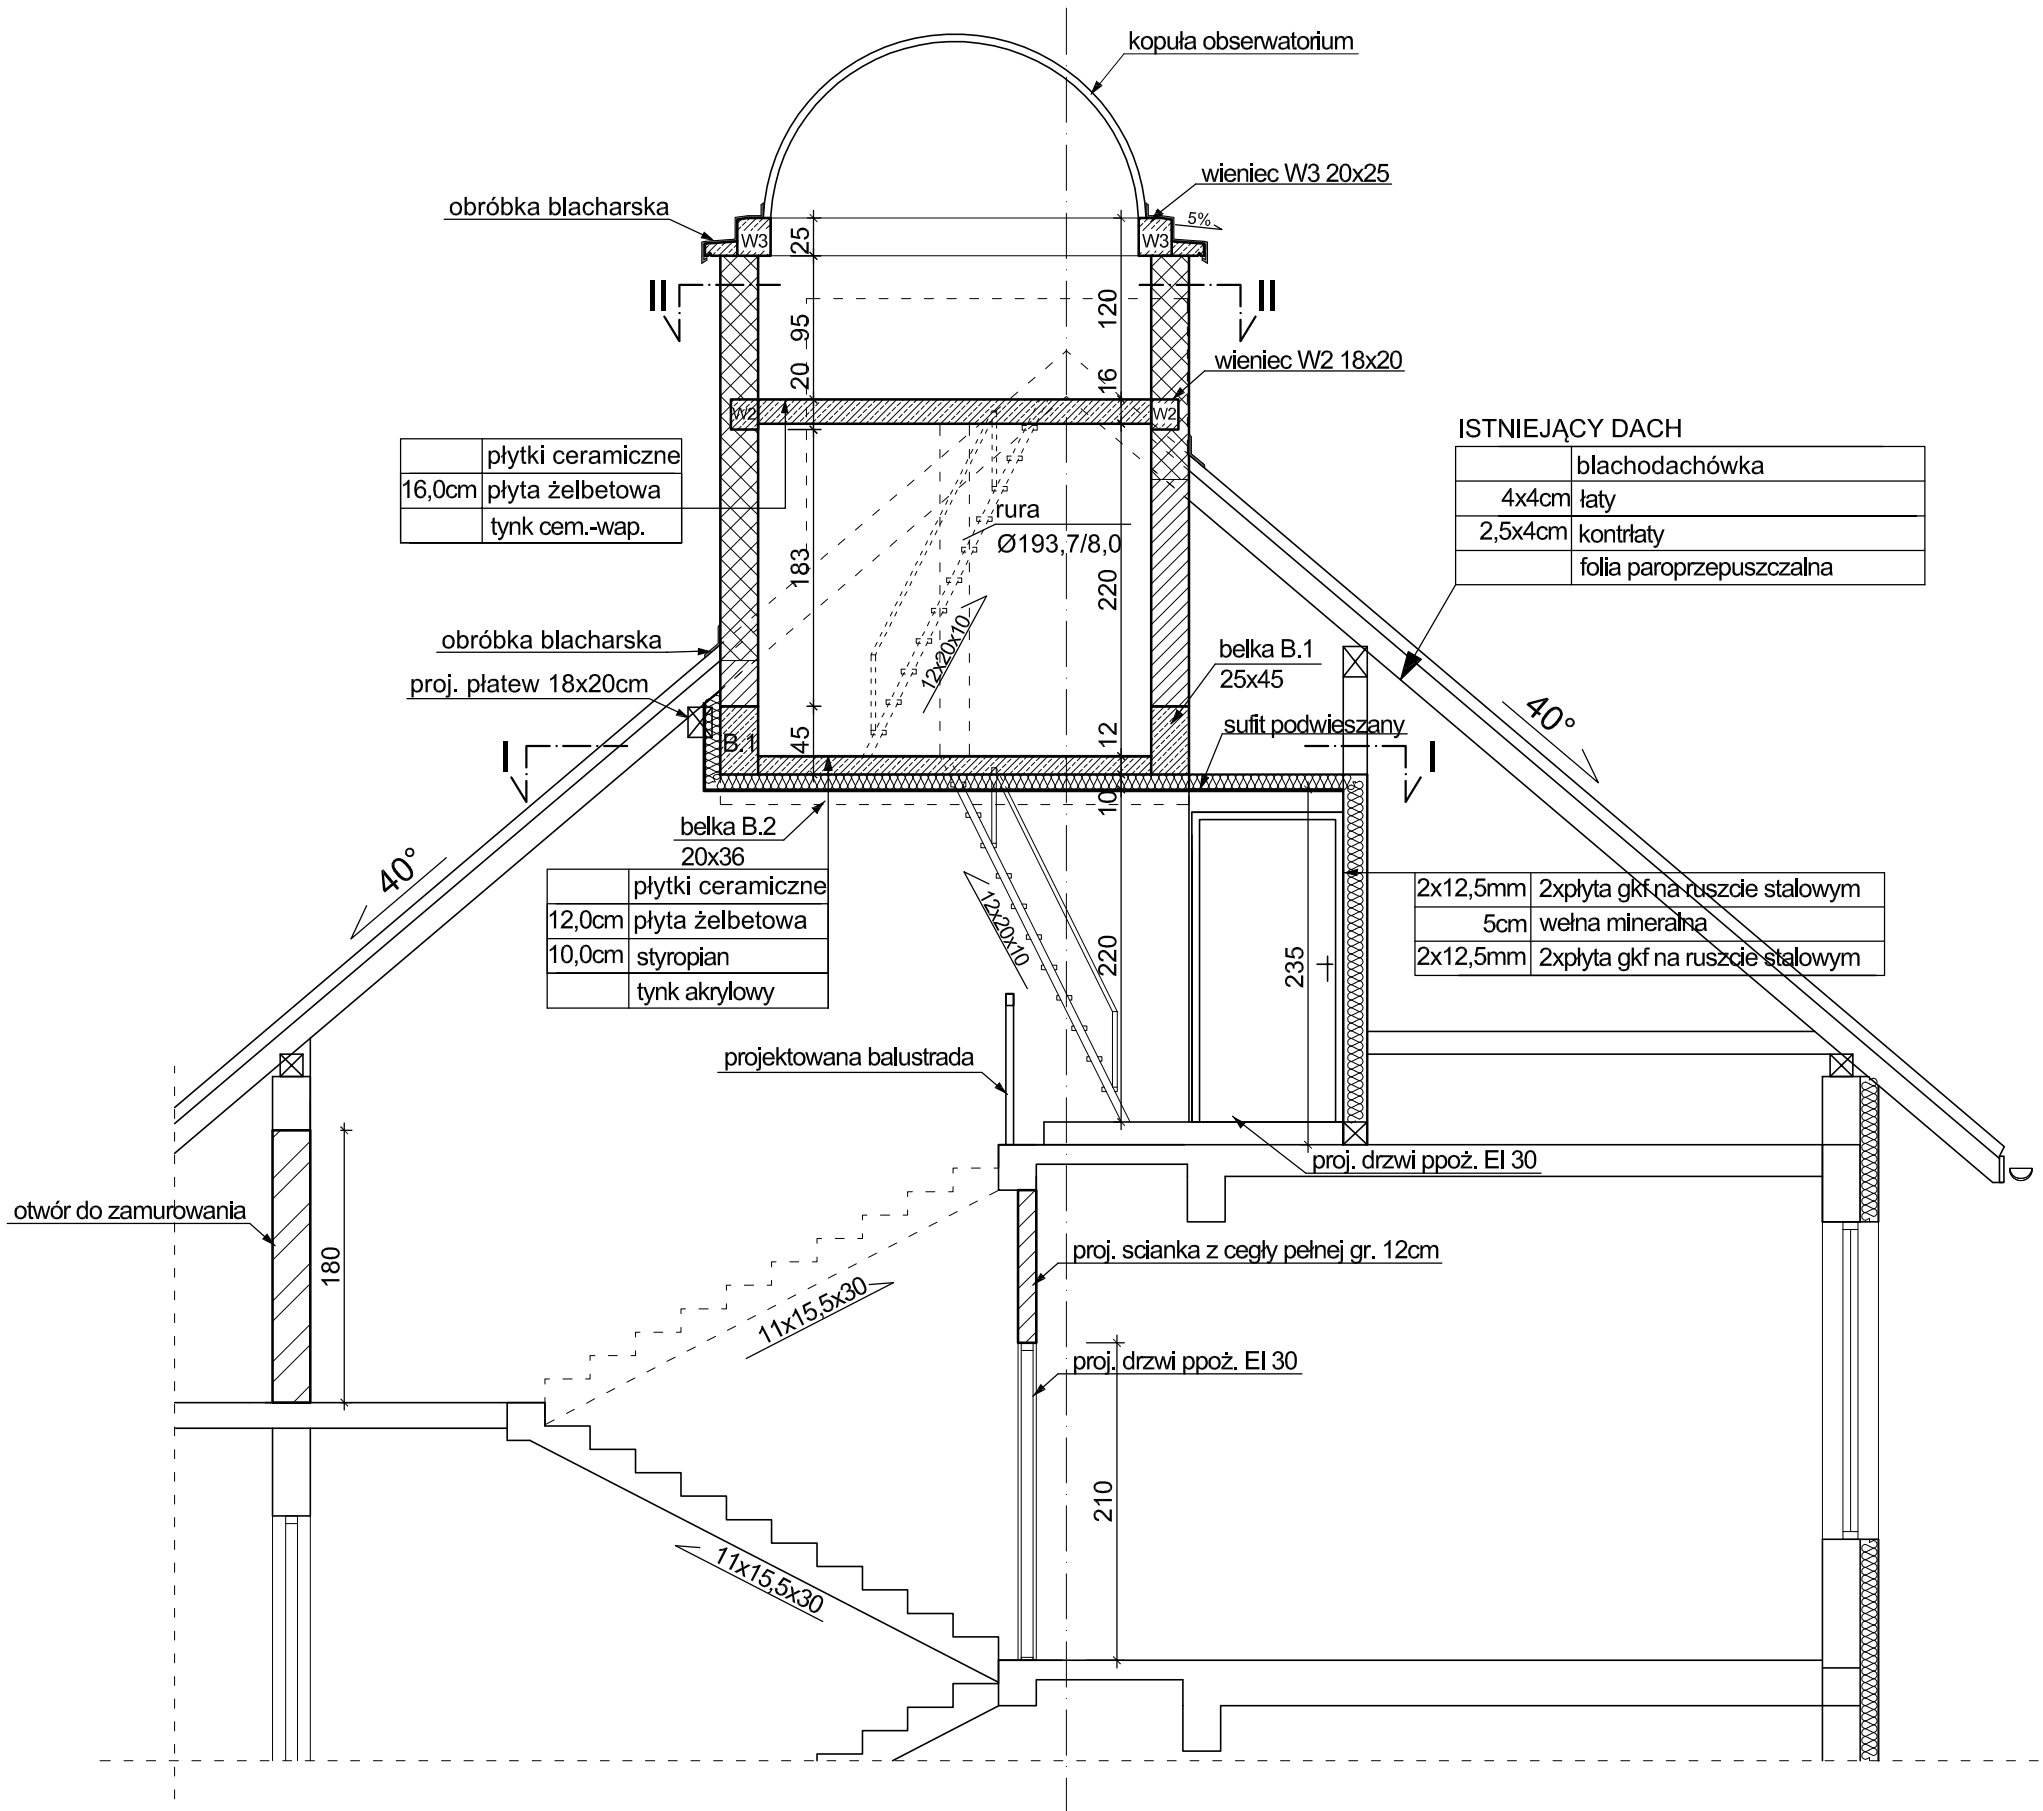 kopuła obserwatorium
wieniec W3 20x25
obróbka blacharska
5%
W3
W3
25
II
II
95
120
wieniec W2 18x20
20
16
W2
W2
ISTNIEJĄCY DACH
blachodachówka
4x4cm łaty
2,5x4cm kontrłaty
folia paroprzepuszczalna
płytki ceramiczne
16,0cm płyta żelbetowa
tynk cem.-wap.
rura
Ø193,7/8,0
183
220
12x20x10
obróbka blacharska
proj. płatew 18x20cm
belka B.1
25x45
sufit podwieszany
40°
B.1
45
12
I
I
10
belka B.2
20x36
płytki ceramiczne
12,0cm płyta żelbetowa
10,0cm styropian
tynk akrylowy
40°
12x20x10
220
235
2x12,5mm 2xpłyta gkf na ruszcie stalowym
5cm wełna mineralna
2x12,5mm 2xpłyta gkf na ruszcie stalowym
projektowana balustrada
proj. drzwi ppoż. EI 30
otwór do zamurowania
180
proj. scianka z cegły pełnej gr. 12cm
11x15,5x30
proj. drzwi ppoż. EI 30
210
11x15,5x30